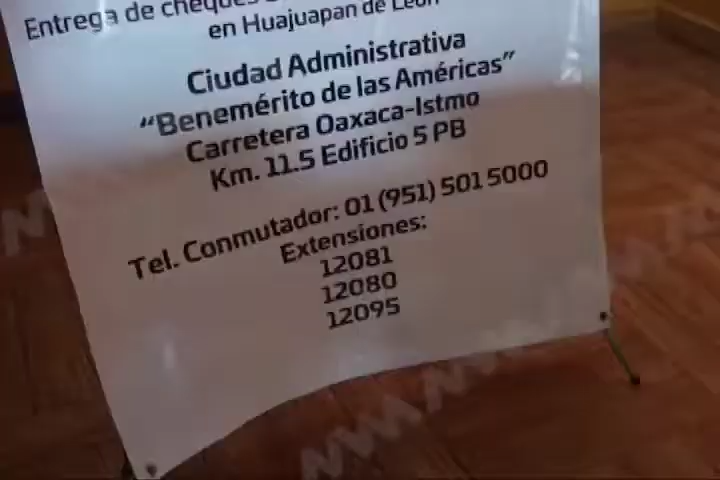 Entrega de cheques
en Huajuapan de León
Ciudad Administrativa
“Benemérito de las Américas”
Carretera Oaxaca-Istmo
Km. 11.5 Edificio 5 PB
Tel. Conmutador: 01 (951) 501 5000
Extensiones:
12081
12080
12095